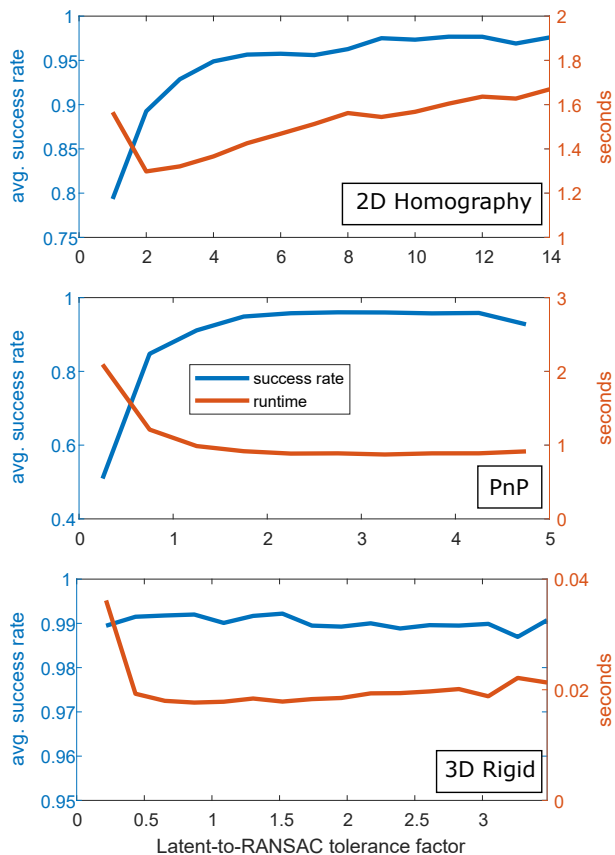 avg. success rate
1
0.95
0.9
0.85
0.8
0.75
0 2 4 6 8 10 12 14
2
1.8
1.6
1.4
1.2
1
seconds
2D Homography
avg. success rate
1
0.8
0.6
0.4
0 1 2 3 4 5
3
2
1
0
seconds
success rate
runtime
PnP
avg. success rate
1
0.99
0.98
0.97
0.96
0.95
0 0.5 1 1.5 2 2.5 3
0.04
0.02
0
seconds
3D Rigid
Latent-to-RANSAC tolerance factor